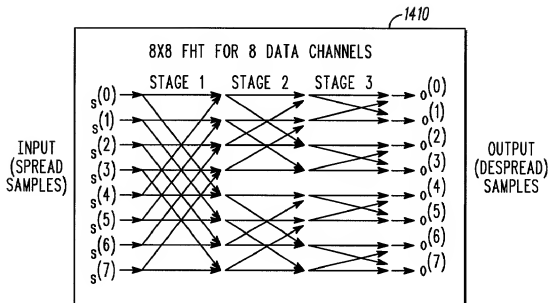 1410
8X8 FHT FOR 8 DATA CHANNELS
STAGE 1 STAGE 2 STAGE 3
INPUT
(SPREAD
SAMPLES)
s(0)
s(1)
s(2)
s(3)
s(4)
s(5)
s(6)
s(7)
o(0)
o(1)
o(2)
o(3)
o(4)
o(5)
o(6)
o(7)
OUTPUT
(DESPREAD)
SAMPLES